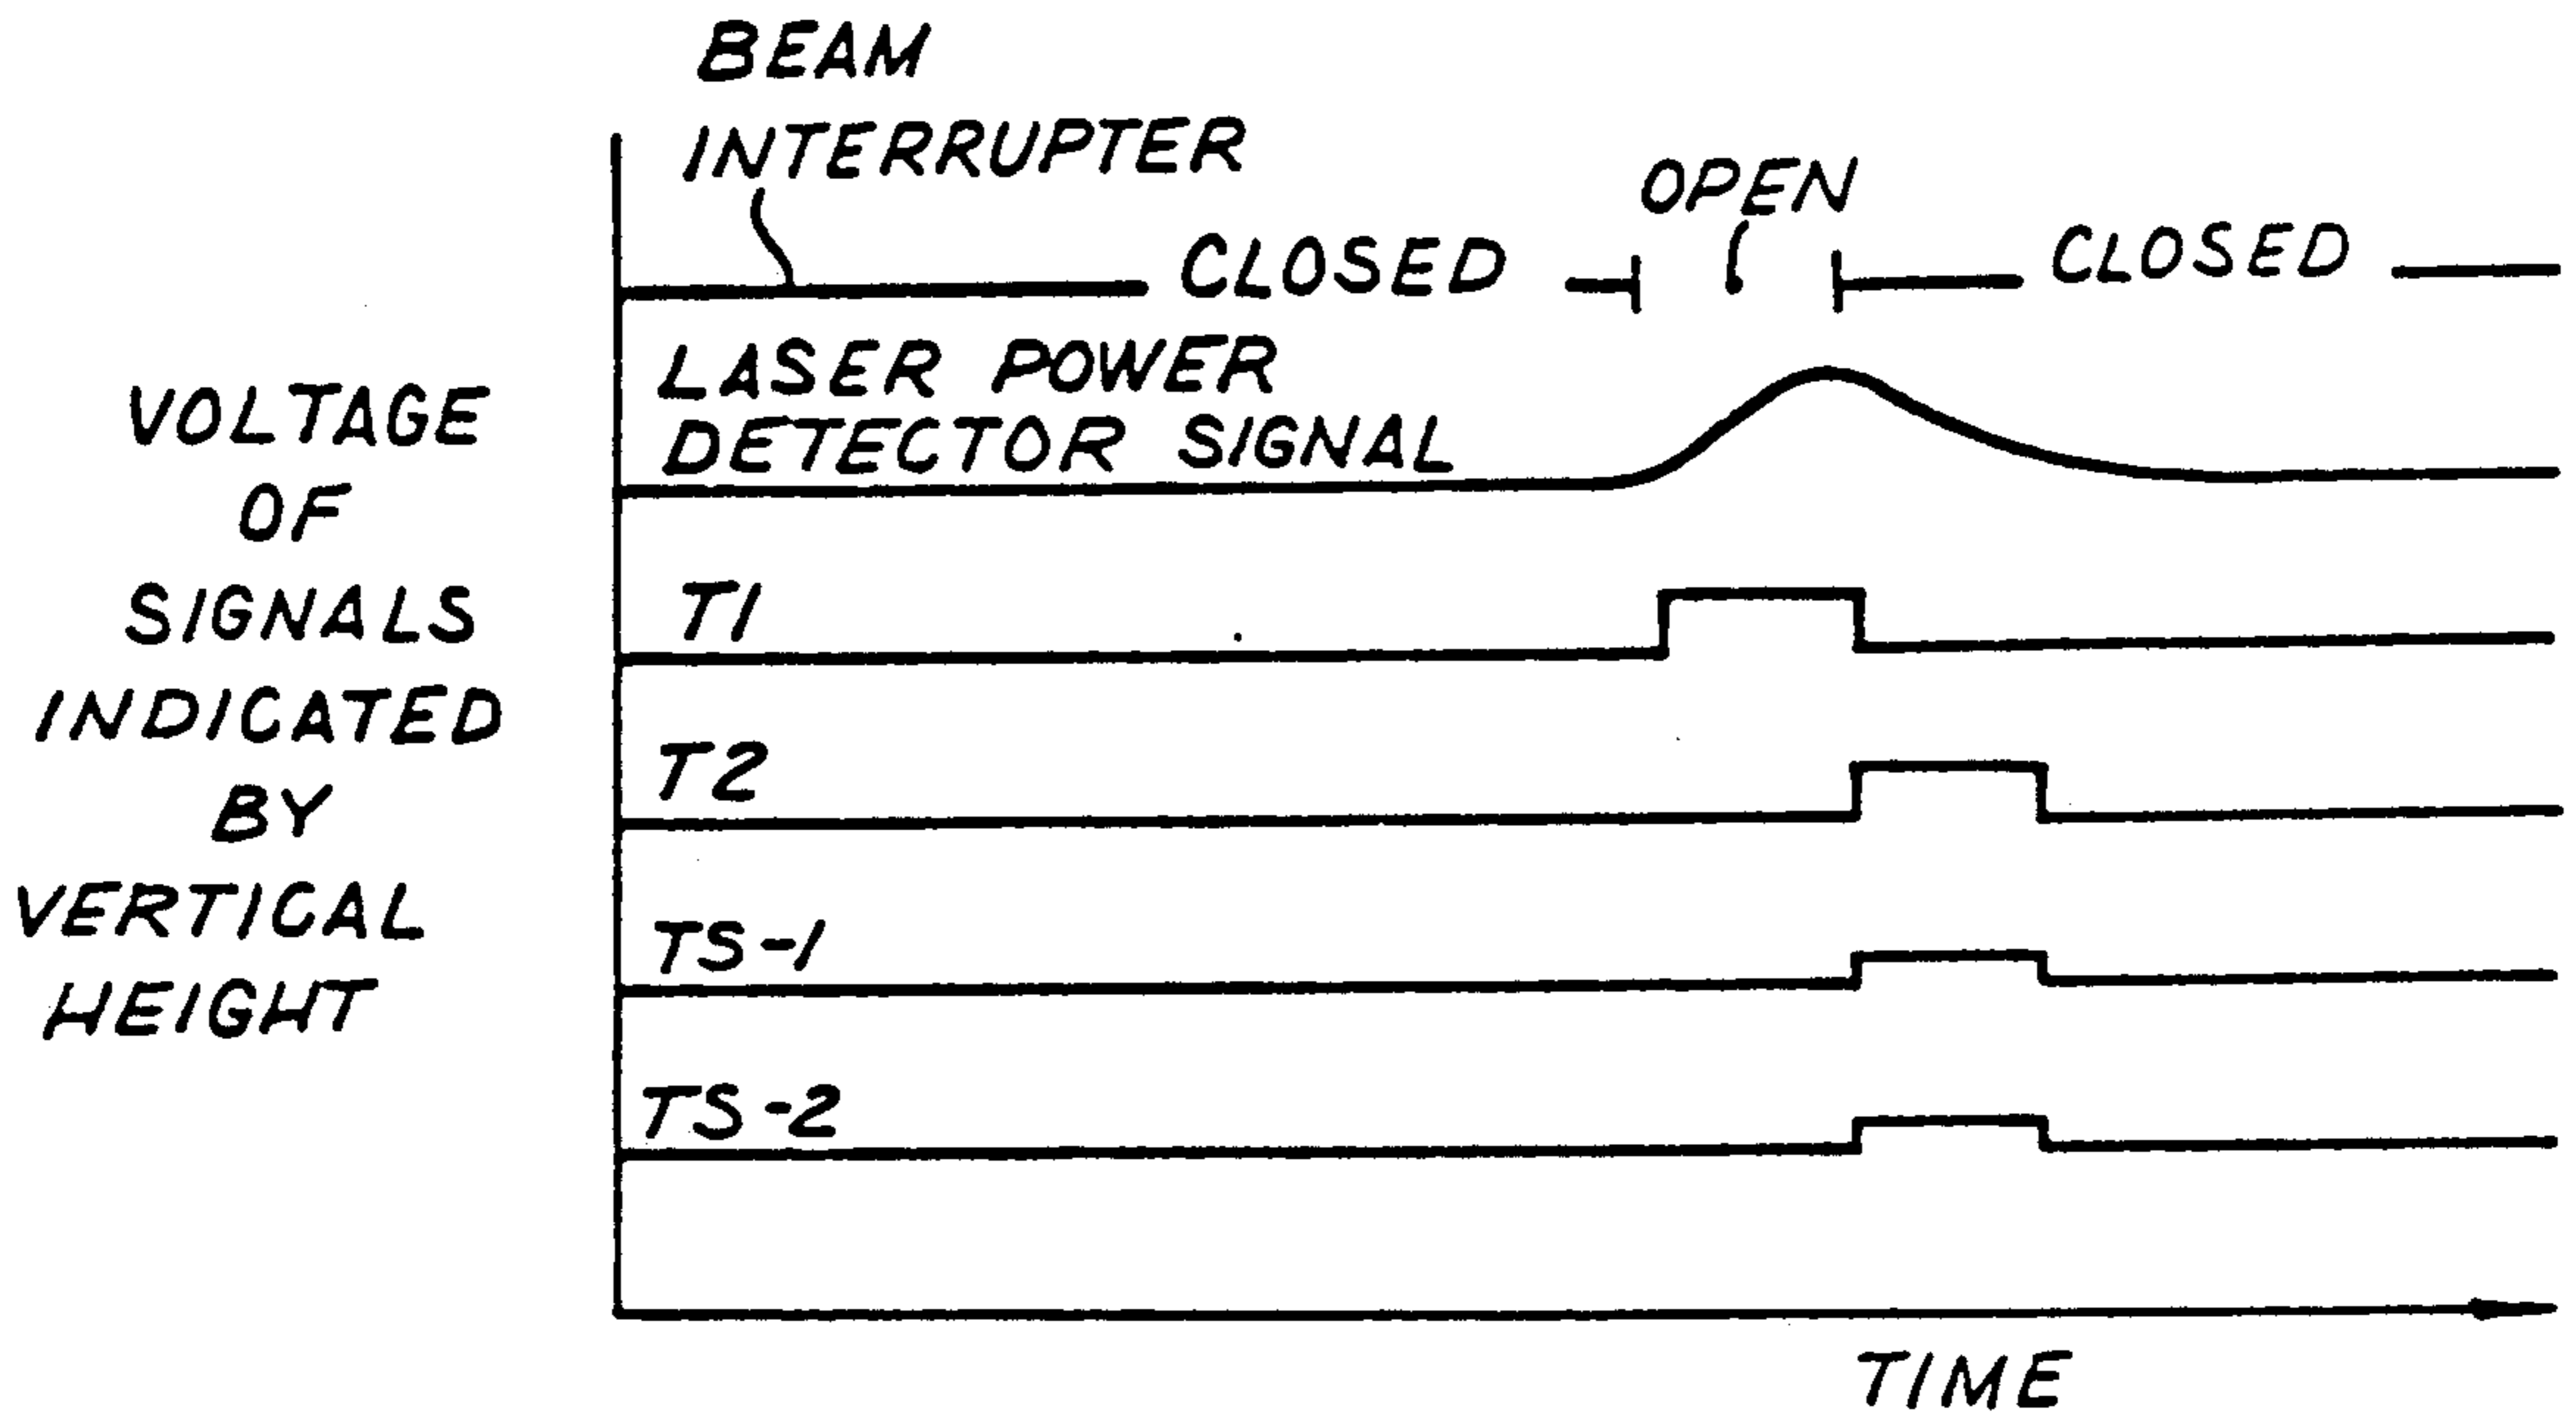 BEAM
INTERRUPTER
OPEN
CLOSED
CLOSED
LASER POWER
DETECTOR SIGNAL
VOLTAGE
OF
SIGNALS
INDICATED
BY
VERTICAL
HEIGHT
T1
T2
TS-1
TS-2
TIME